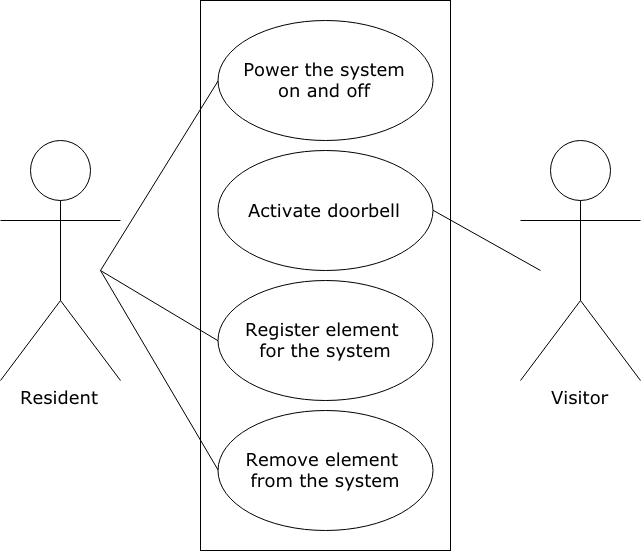 Power the system
on and off
Activate doorbell
Register element
for the system
Remove element
from the system
Resident
Visitor